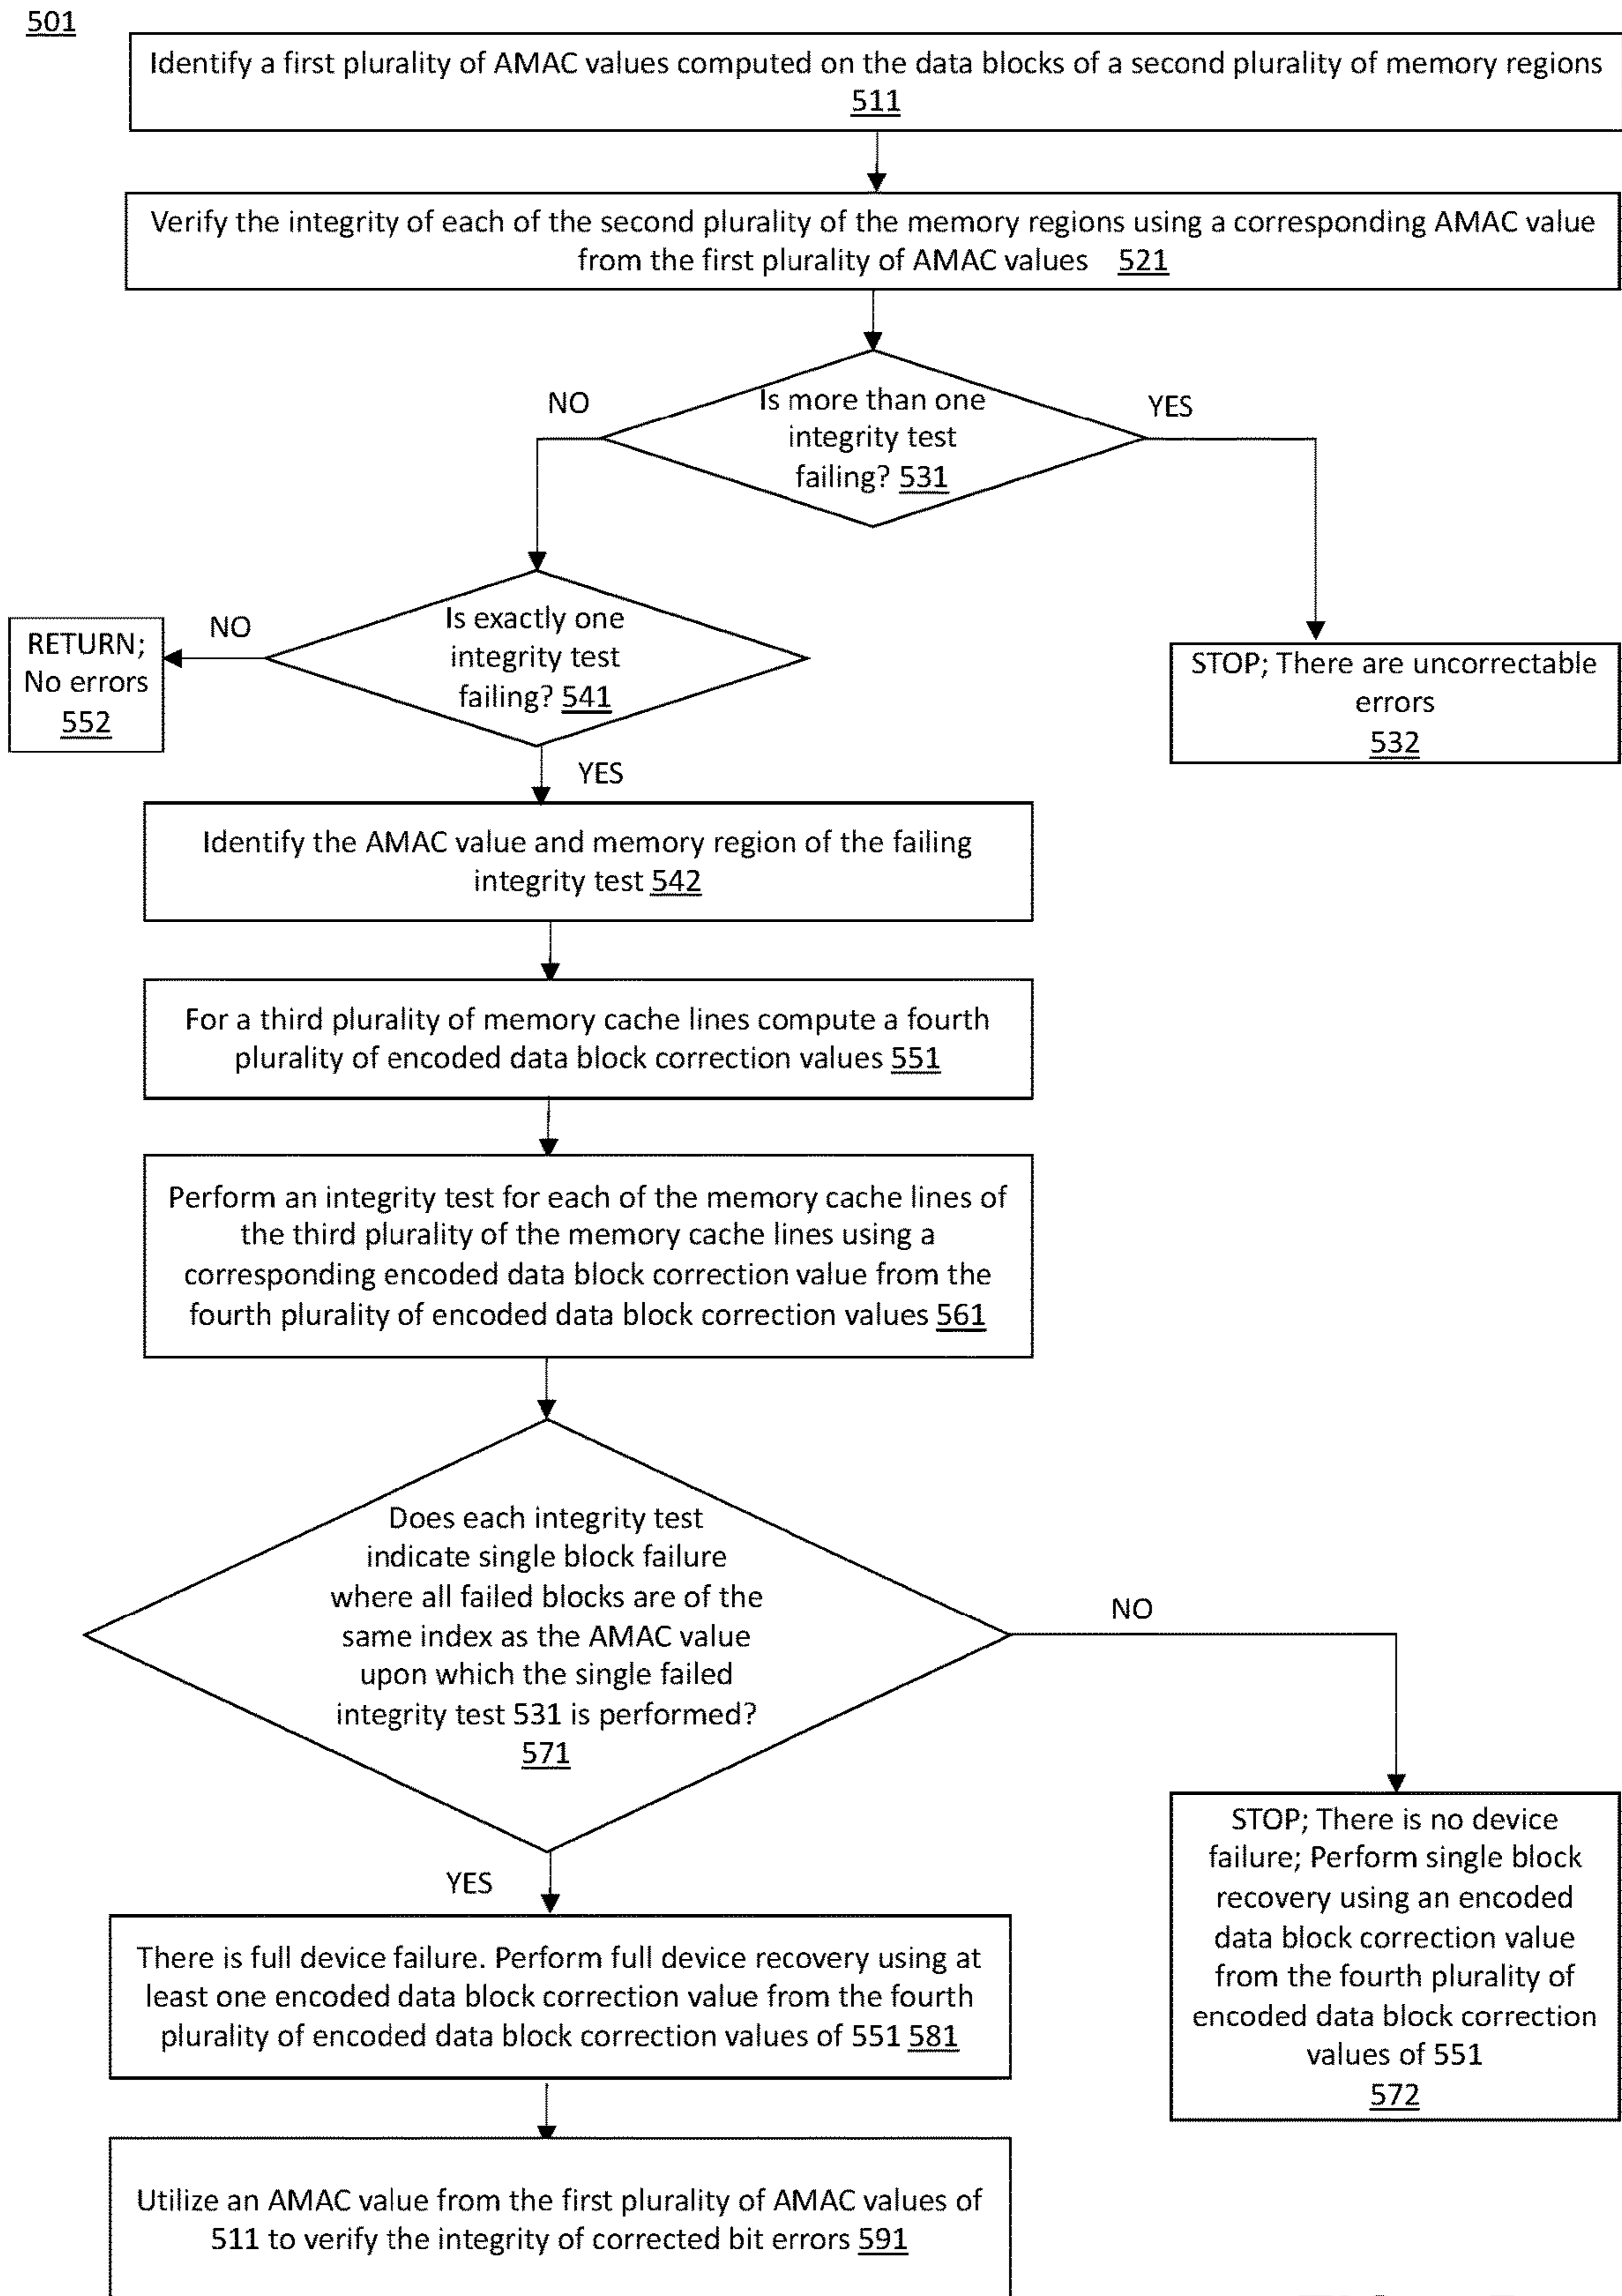 501
Identify a first plurality of AMAC values computed on the data blocks of a second plurality of memory regions
511
Verify the integrity of each of the second plurality of the memory regions using a corresponding AMAC value
from the first plurality of AMAC values 521
NO
Is more than one
integrity test
failing? 531
YES
NO
Is exactly one
integrity test
failing? 541
RETURN;
No errors
552
STOP; There are uncorrectable
errors
532
YES
Identify the AMAC value and memory region of the failing
integrity test 542
For a third plurality of memory cache lines compute a fourth
plurality of encoded data block correction values 551
Perform an integrity test for each of the memory cache lines of
the third plurality of the memory cache lines using a
corresponding encoded data block correction value from the
fourth plurality of encoded data block correction values 561
Does each integrity test
indicate single block failure
where all failed blocks are of the
same index as the AMAC value
upon which the single failed
integrity test 531 is performed?
571
NO
STOP; There is no device
failure; Perform single block
recovery using an encoded
data block correction value
from the fourth plurality of
encoded data block correction
values of 551
572
YES
There is full device failure. Perform full device recovery using at
least one encoded data block correction value from the fourth
plurality of encoded data block correction values of 551 581
Utilize an AMAC value from the first plurality of AMAC values of
511 to verify the integrity of corrected bit errors 591